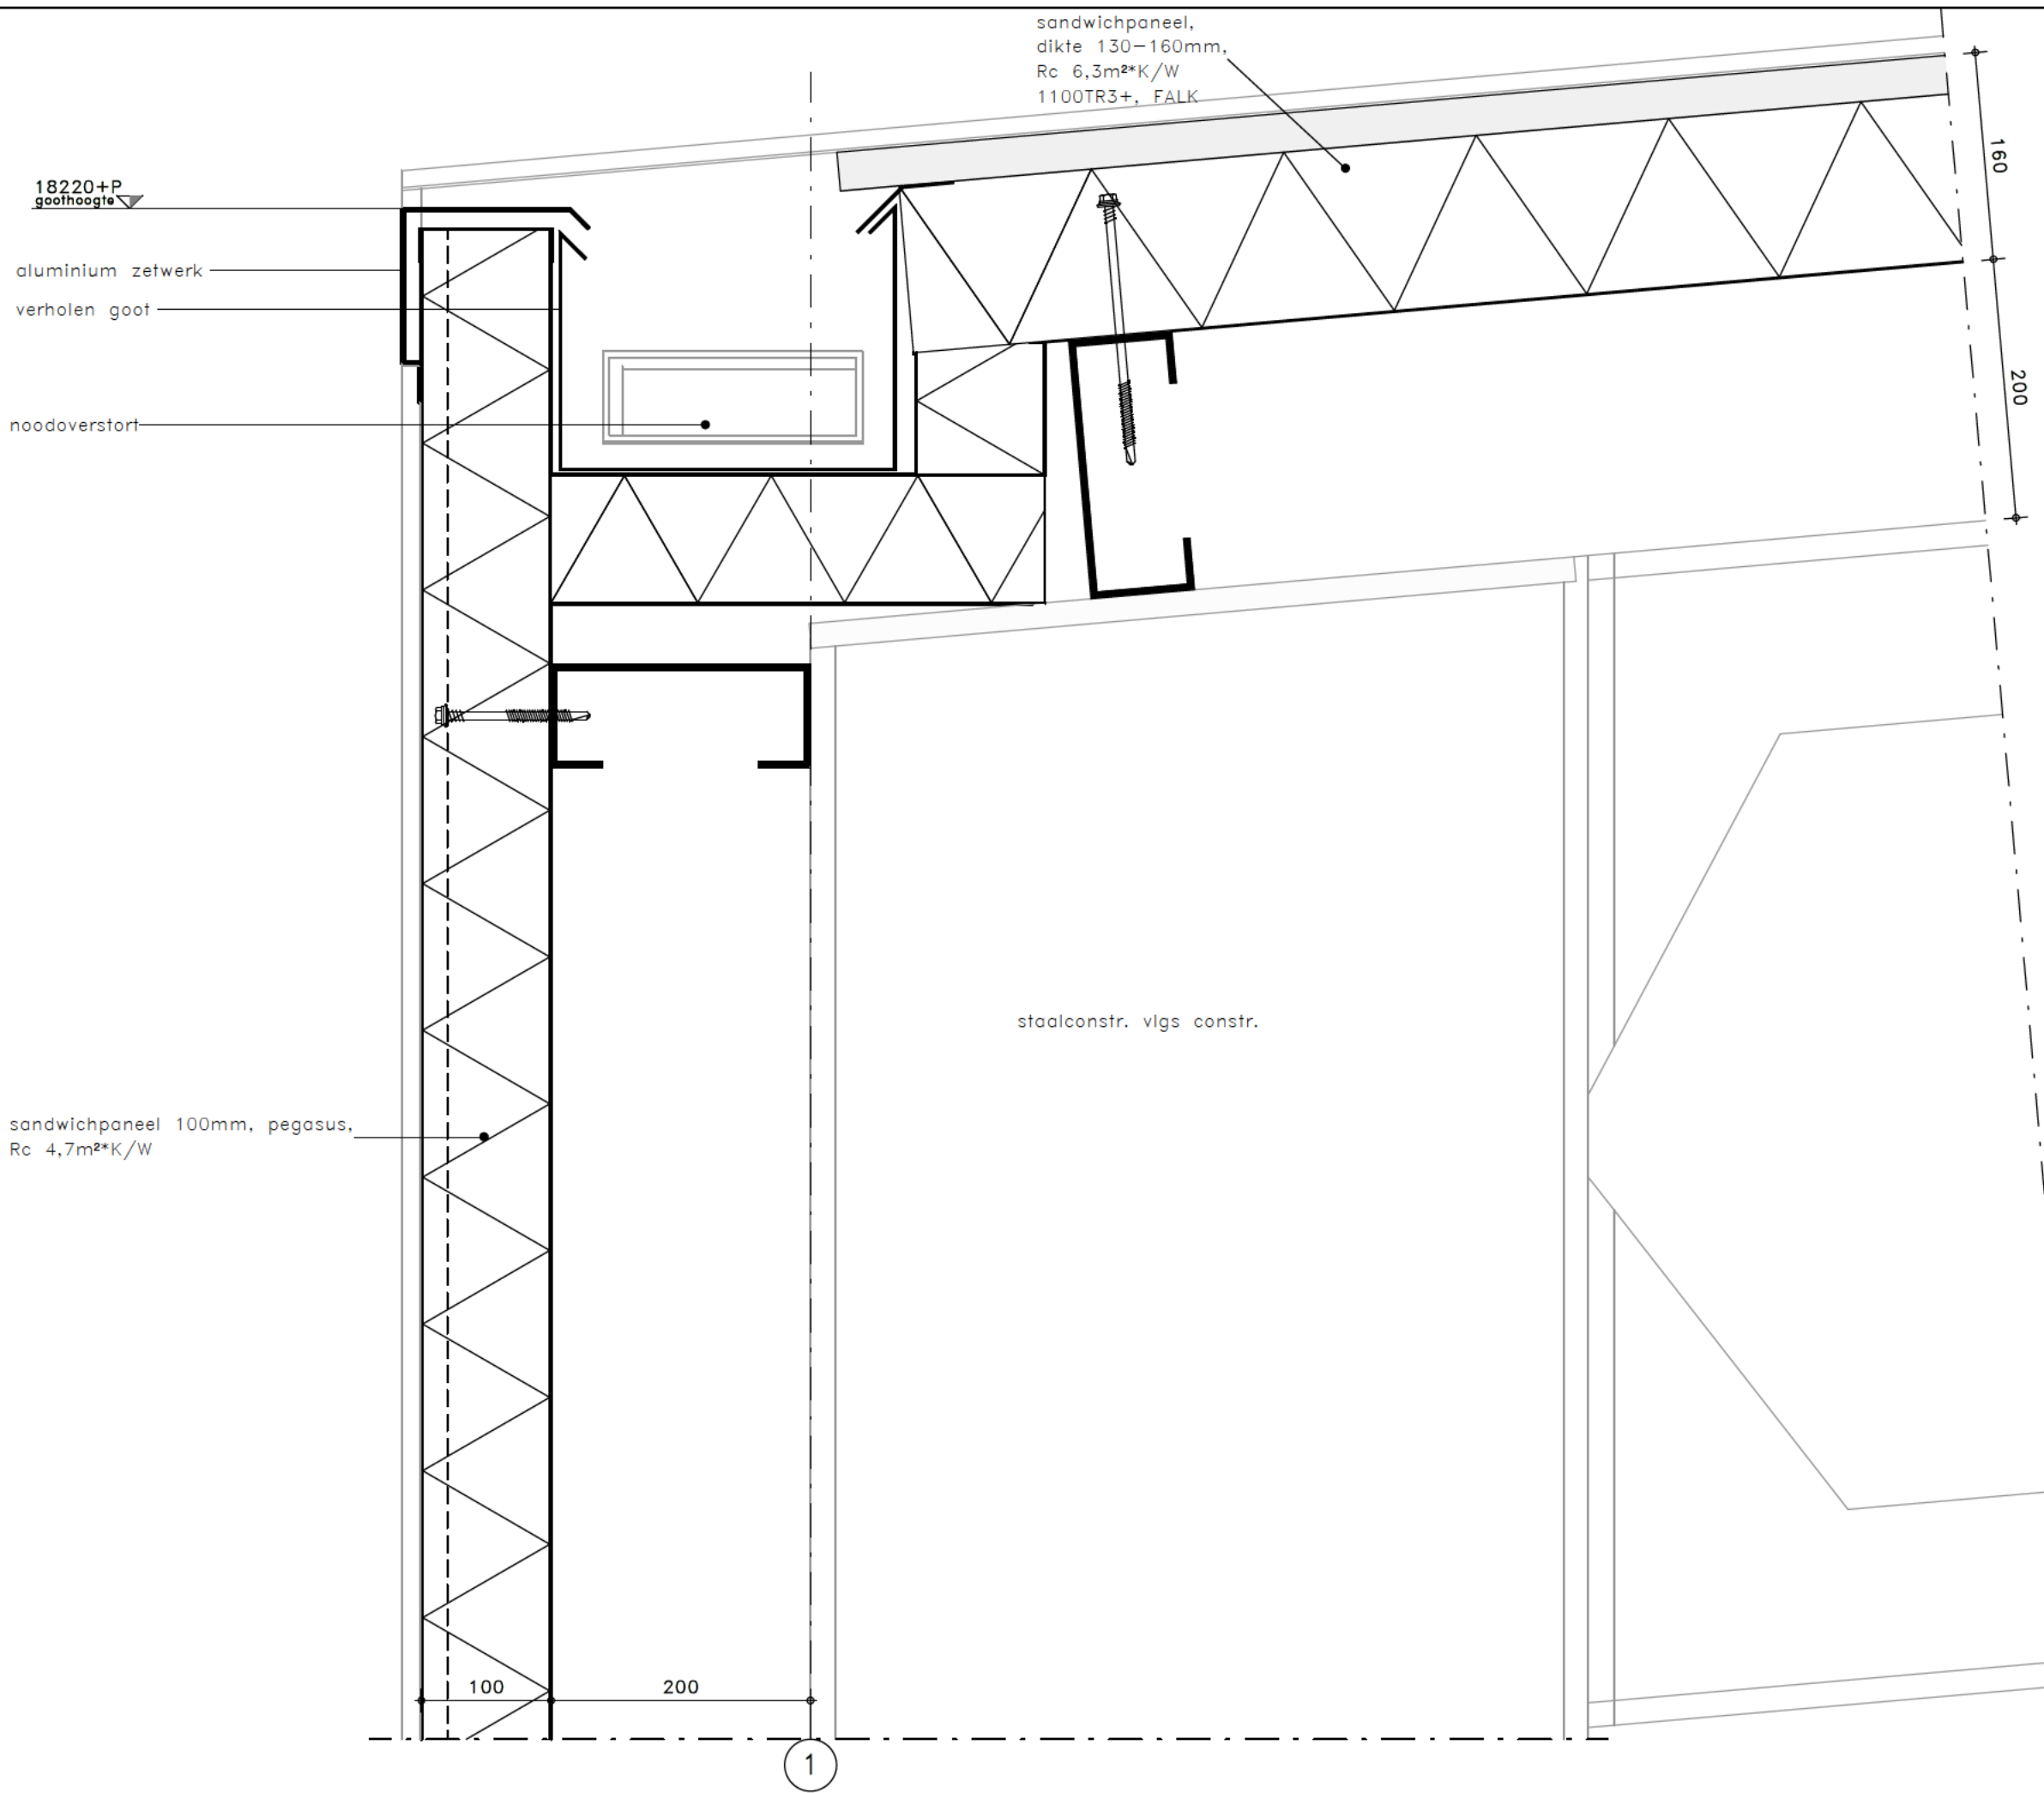 sandwichpaneel,
dikte 130-160mm,
Rc 6,3m²*K/W
1100TR3+, FALK
160
18220+P
goothoogte
aluminium zetwerk
verholen goot
200
noodoverstort
staalconstr. vlgs constr.
sandwichpaneel 100mm, pegasus,
Rc 4,7m²*K/W
100
200
1